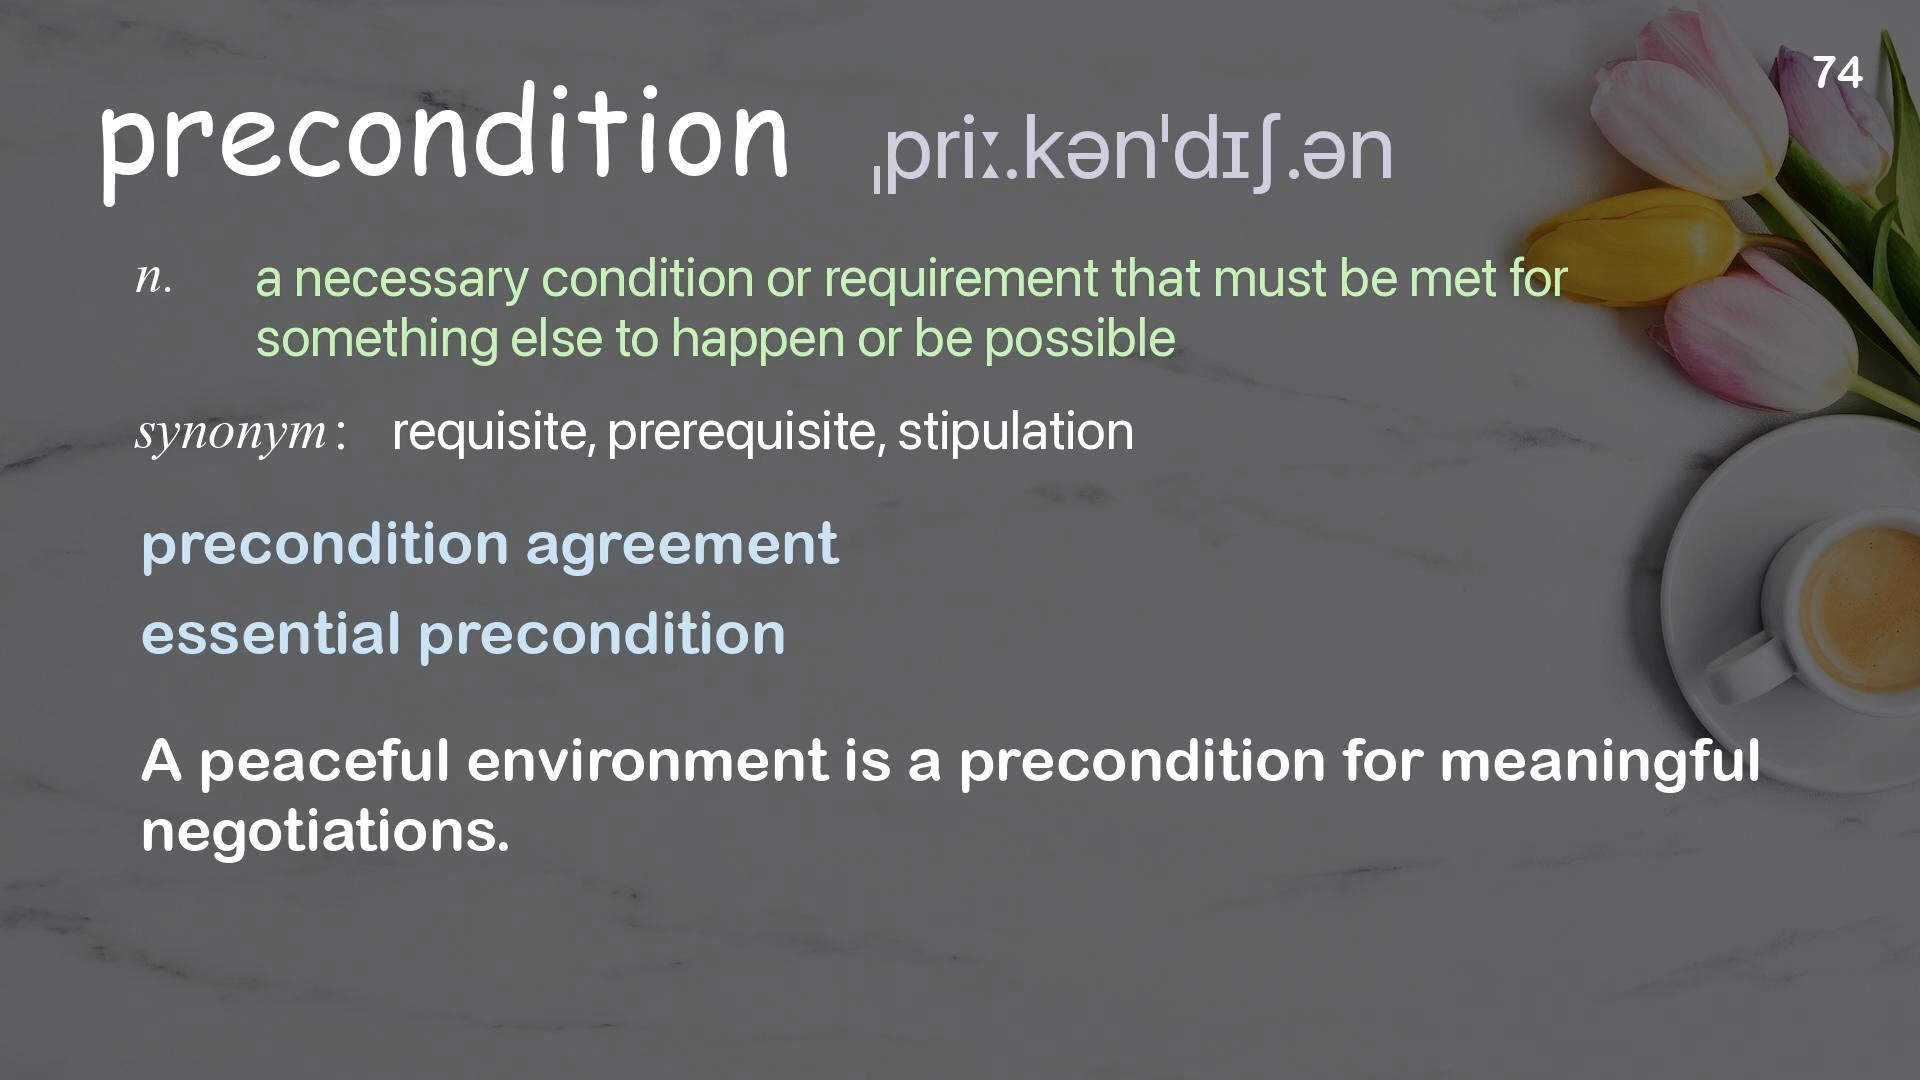 74
precondition ˌpriː.kənˈdɪʃ.ən
n. a necessary condition or requirement that must be met for
something else to happen or be possible
synonym: requisite, prerequisite, stipulation
precondition agreement
essential precondition
A peaceful environment is a precondition for meaningful
negotiations.